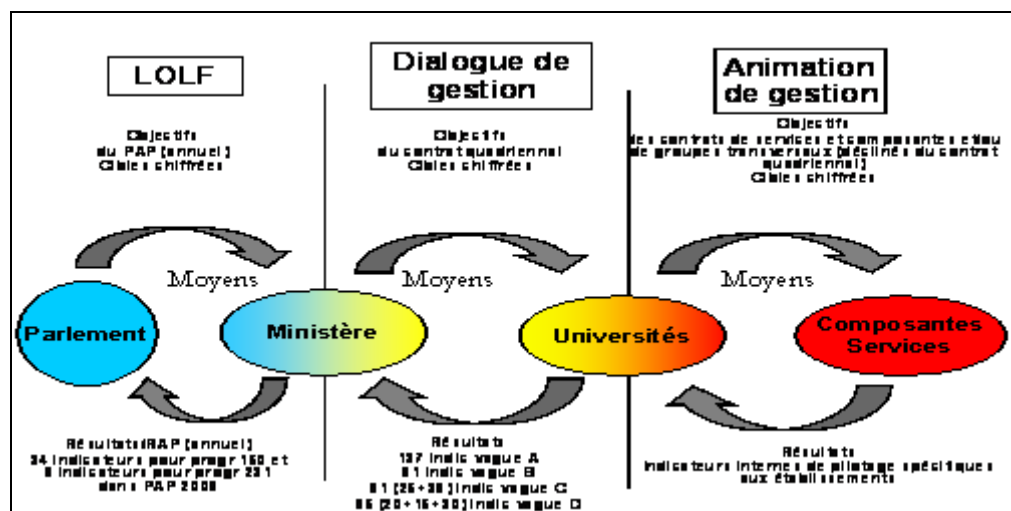 LOLF
Objectifs
du PAP (annuel)
Cibles chiffrées
Dialogue de
gestion
Objectifs
du contrat quadriennal
Cibles chiffrées
Animation
de gestion
Objectifs
des contrats de services et composantes et/ou
de groupes transversaux (déclinés du contrat
quadriennal)
Cibles chiffrées
Moyens
Moyens
Moyens
Parlement
Ministère
Universités
Composantes
Services
Résultats/RAP (annuel)
indicateurs pour progr 150 et
indicateurs pour progr 231
dans PAP
Résultats
indic vague A
indic vague B
indic vague C
indic vague D
Résultats
Indicateurs internes de pilotage spécifiques
aux établissements